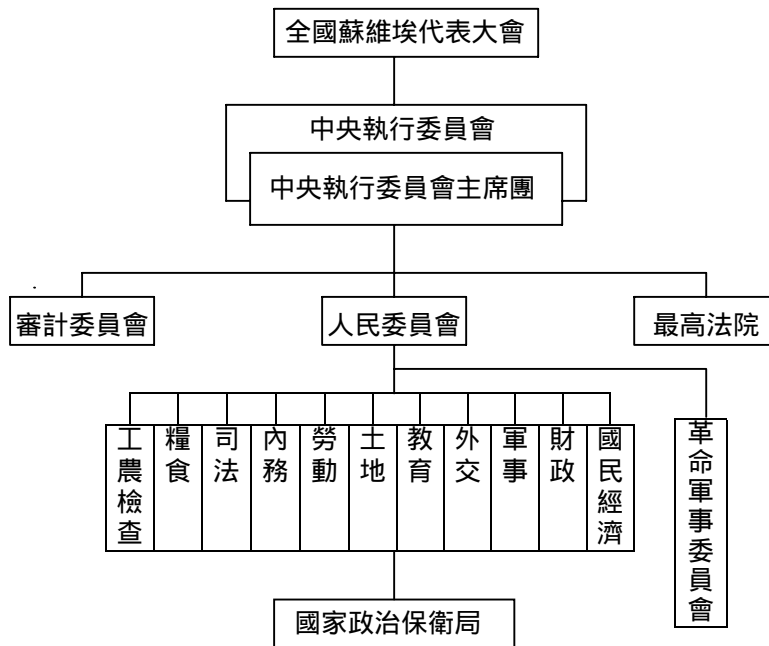 全國蘇維埃代表大會
中央執行委員會
中央執行委員會主席團
審計委員會
人民委員會
最高法院
工農檢查
糧食
司法
內務
勞動
土地
教育
外交
軍事
財政
國民經濟
革命軍事委員會
國家政治保衛局